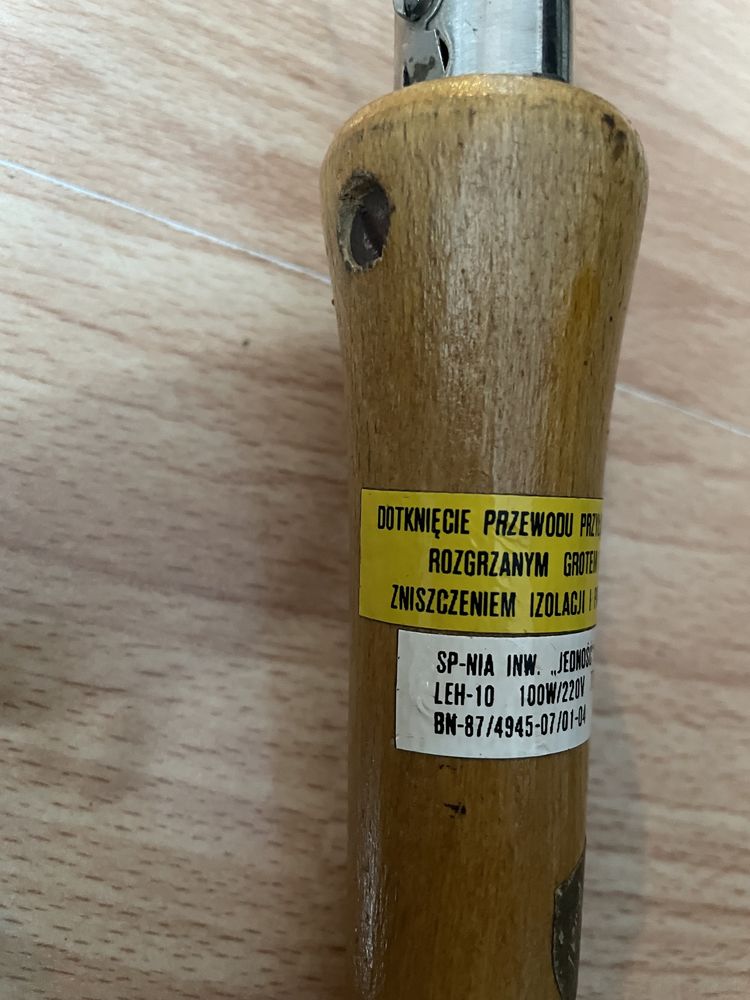 DOTKNIĘCIE PRZEWODU
ROZGRZANYM
ZNISZCZENIEM IZOLACJI I
SP-NIA INW.
LEH-10 100W/220V
BN-87/4945-07/01-04